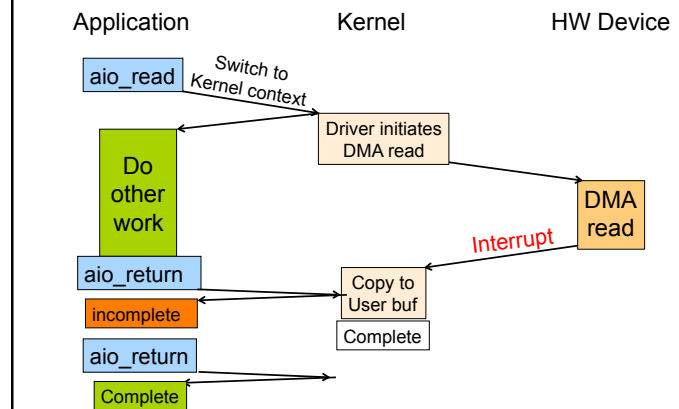 Application
Kernel
HW Device
aio_read
Switch to
Kernel context
Driver initiates
DMA read
Do
other
work
DMA
read
Interrupt
aio_return
Copy to
User buf
incomplete
Complete
aio_return
Complete